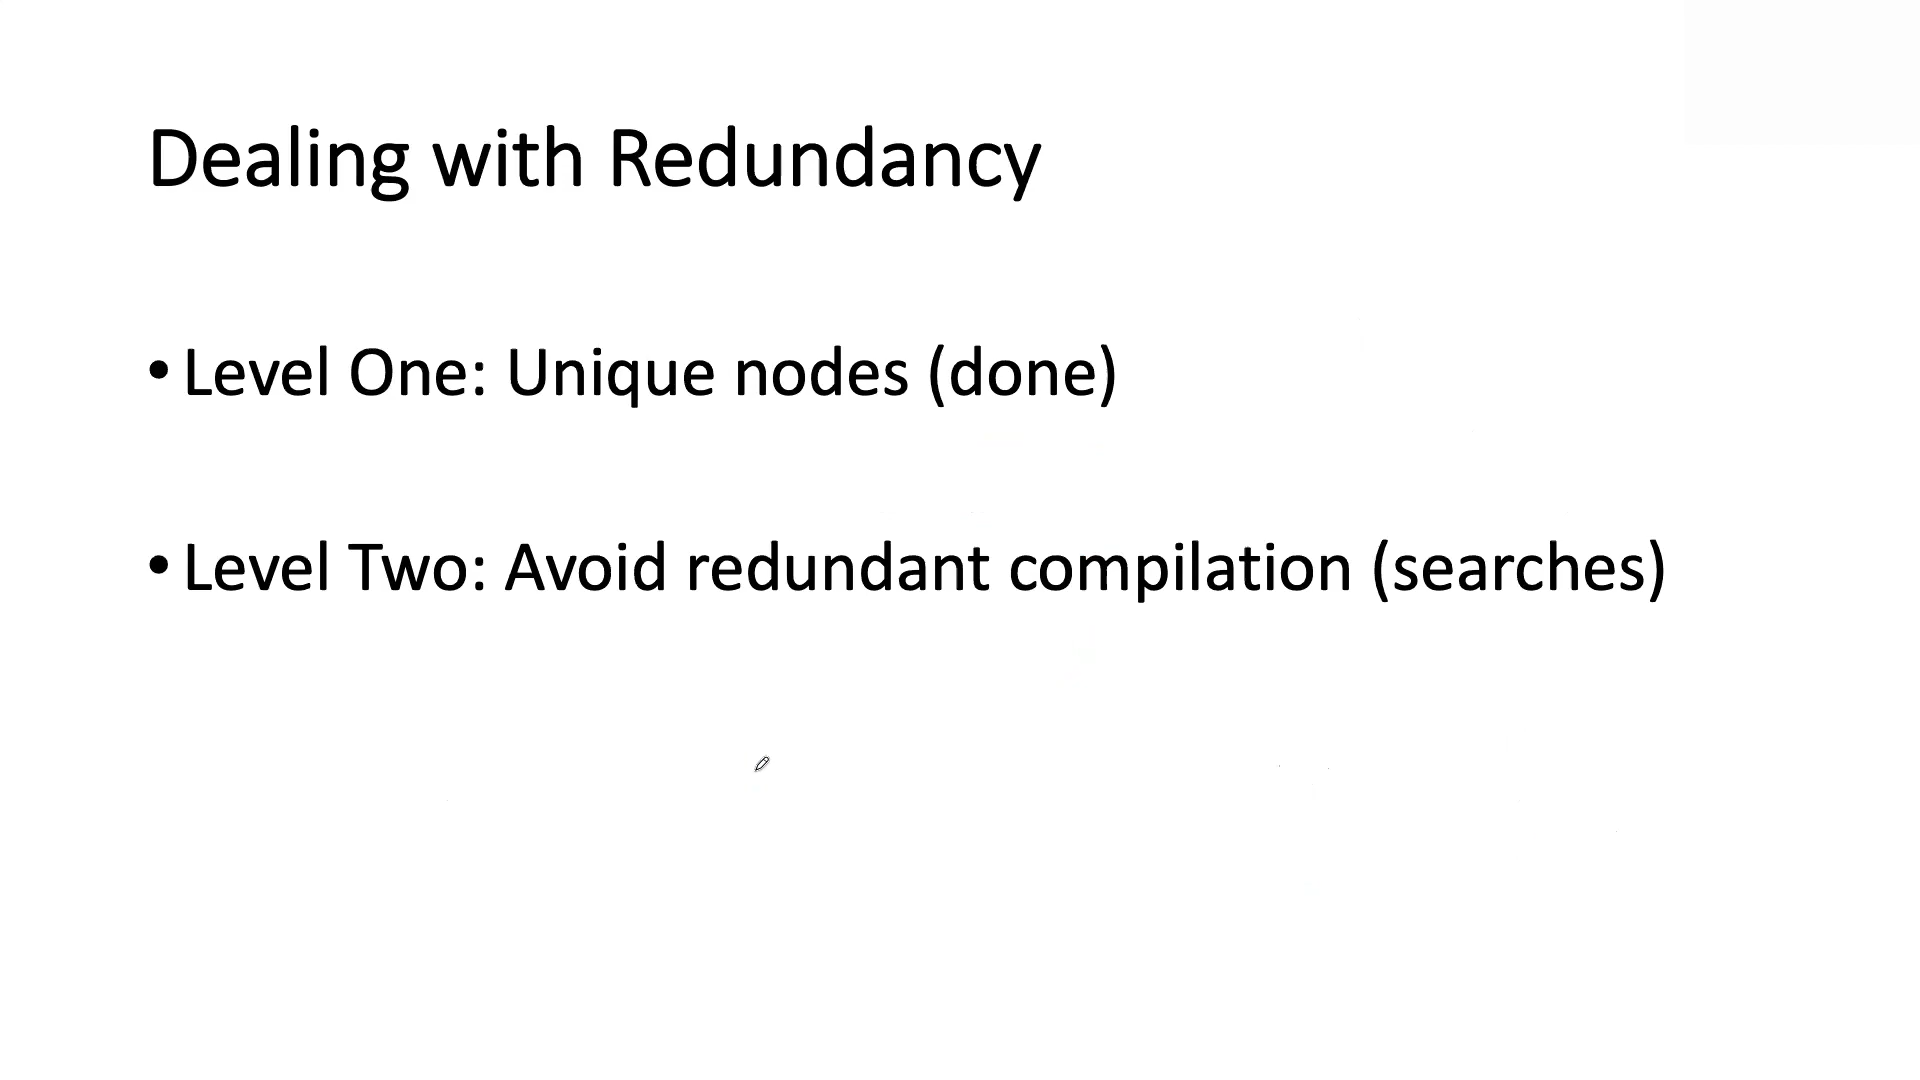 Dealing with Redundancy
• Level One: Unique nodes (done)
• Level Two: Avoid redundant compilation (searches)